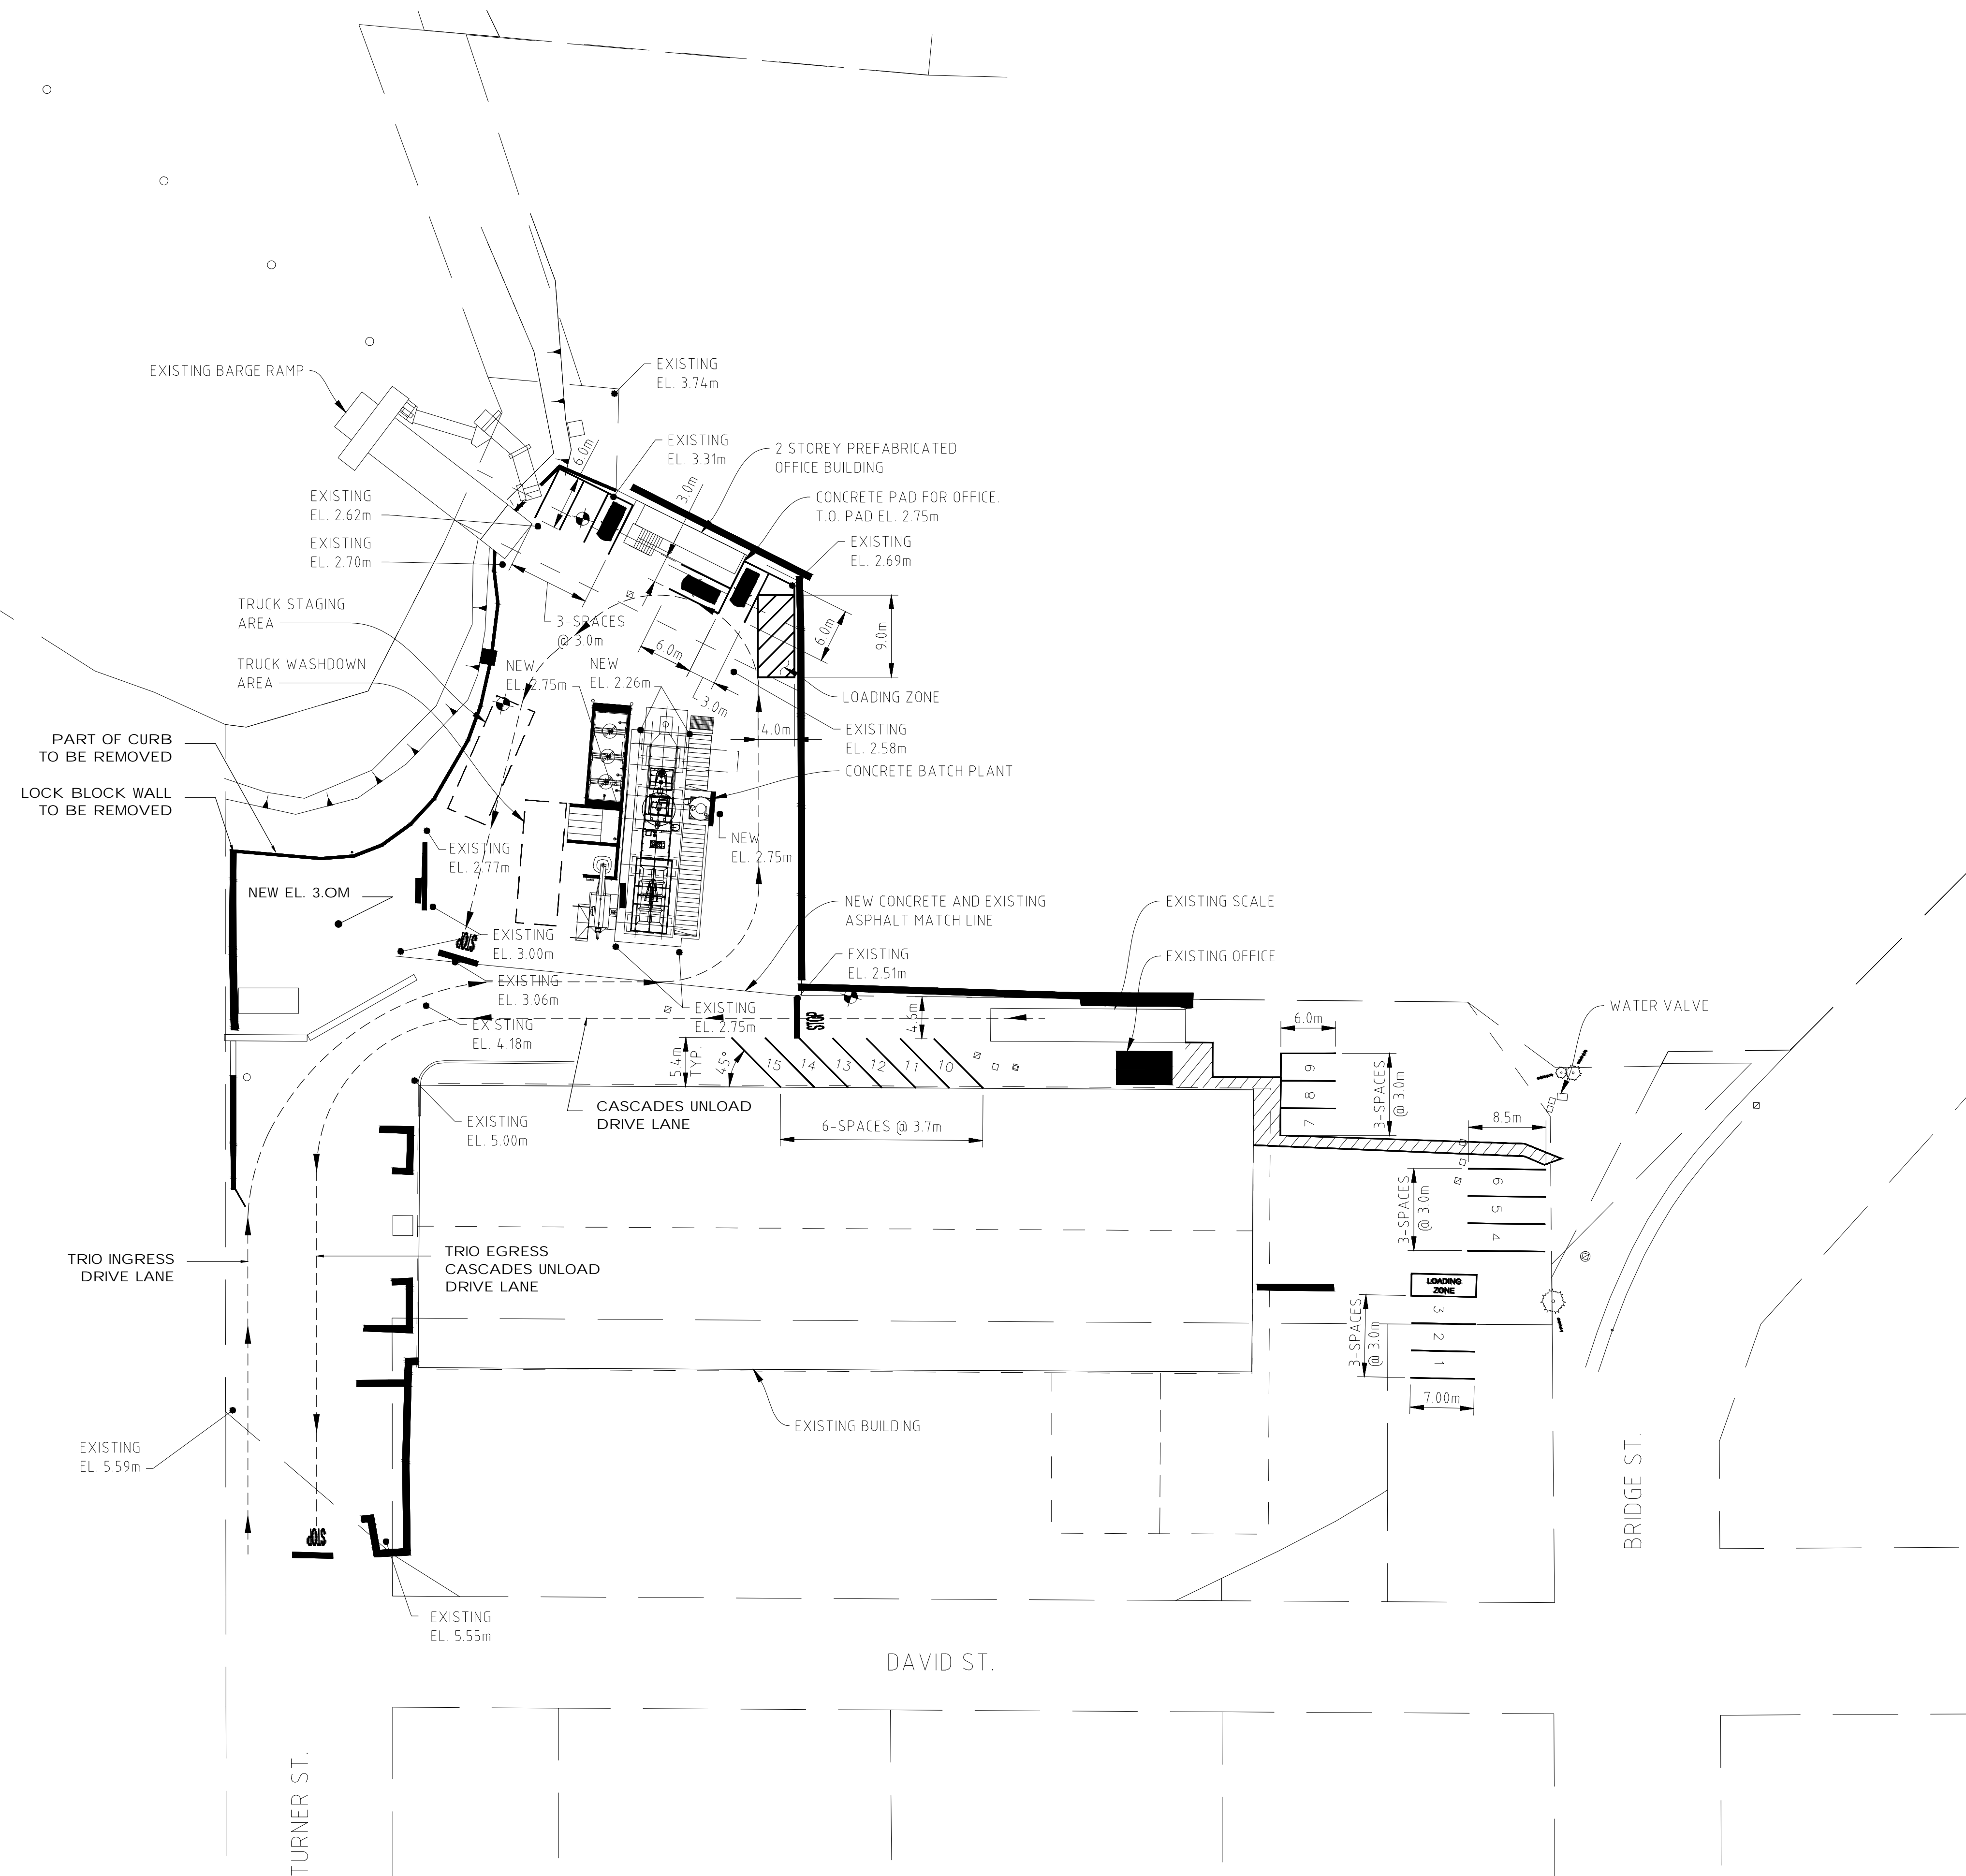 EXISTING
EL. 3.74m
EXISTING BARGE RAMP
EXISTING
EL. 3.31m
6.0m
2 STOREY PREFABRICATED
OFFICE BUILDING
3.0m
EXISTING
EL. 2.62m
CONCRETE PAD FOR OFFICE.
T.O. PAD EL. 2.75m
EXISTING
EL. 2.70m
EXISTING
EL. 2.69m
TRUCK STAGING
AREA
3-SPACES
@ 3.0m
6.0m
9.0m
6.0m
TRUCK WASHDOWN
AREA
NEW
EL. 2.75m
NEW
EL. 2.26m
3.0m
LOADING ZONE
4.0m
EXISTING
EL. 2.58m
PART OF CURB
TO BE REMOVED
CONCRETE BATCH PLANT
LOCK BLOCK WALL
TO BE REMOVED
EXISTING
EL. 2.77m
NEW
EL. 2.75m
NEW EL. 3.0M
NEW CONCRETE AND EXISTING
ASPHALT MATCH LINE
EXISTING SCALE
STOP
EXISTING
EL. 3.00m
EXISTING
EL. 2.51m
EXISTING OFFICE
EXISTING
EL. 3.06m
EXISTING
EL. 2.75m
STOP
4.6m
WATER VALVE
EXISTING
EL. 4.18m
6.0m
5.4m
TYP.
45°
15
14
13
12
11
10
9
8
7
3-SPACES
@ 3.0m
CASCADES UNLOAD
DRIVE LANE
EXISTING
EL. 5.00m
6-SPACES @ 3.7m
8.5m
6
5
4
3-SPACES
@ 3.0m
TRIO INGRESS
DRIVE LANE
TRIO EGRESS
CASCADES UNLOAD
DRIVE LANE
LOADING
ZONE
3
2
1
3-SPACES
@ 3.0m
7.00m
EXISTING BUILDING
EXISTING
EL. 5.59m
BRIDGE ST.
STOP
EXISTING
EL. 5.55m
DAVID ST.
TURNER ST.